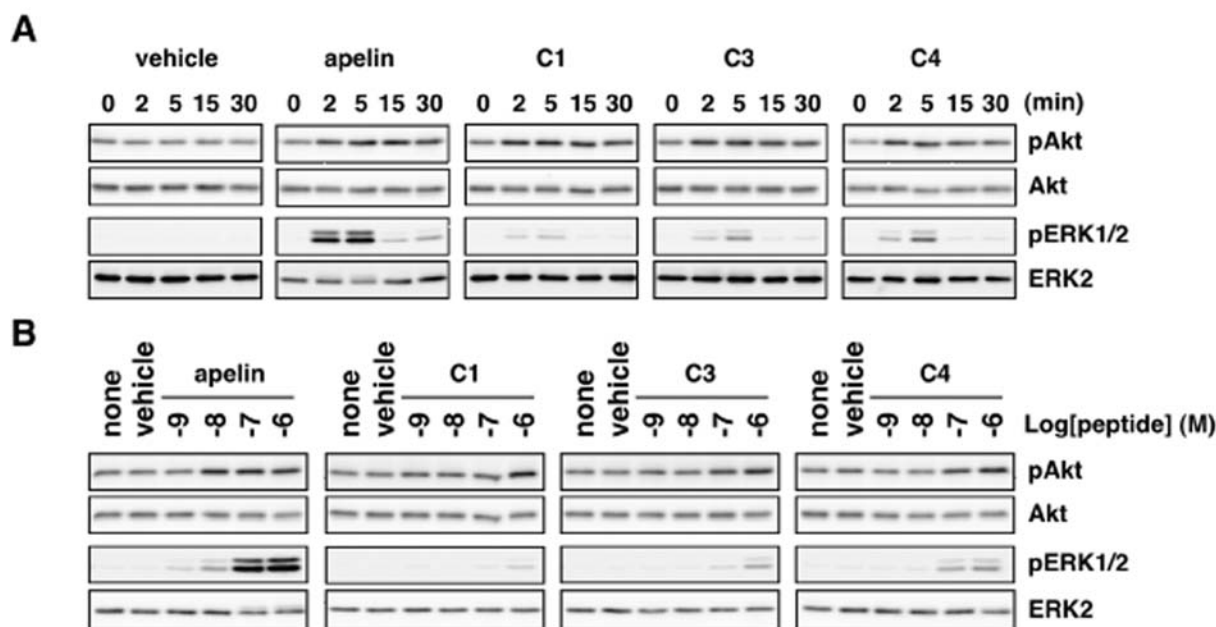 A
vehicle apelin C1 C3 C4
0 2 5 15 30 0 2 5 15 30 0 2 5 15 30 0 2 5 15 30 0 2 5 15 30 (min)
pAkt
Akt
pERK1/2
ERK2
B
none vehicle apelin none vehicle C1 none vehicle C3 none vehicle C4
-9 -8 -7 -6 -9 -8 -7 -6 -9 -8 -7 -6 -9 -8 -7 -6 Log[peptide] (M)
pAkt
Akt
pERK1/2
ERK2